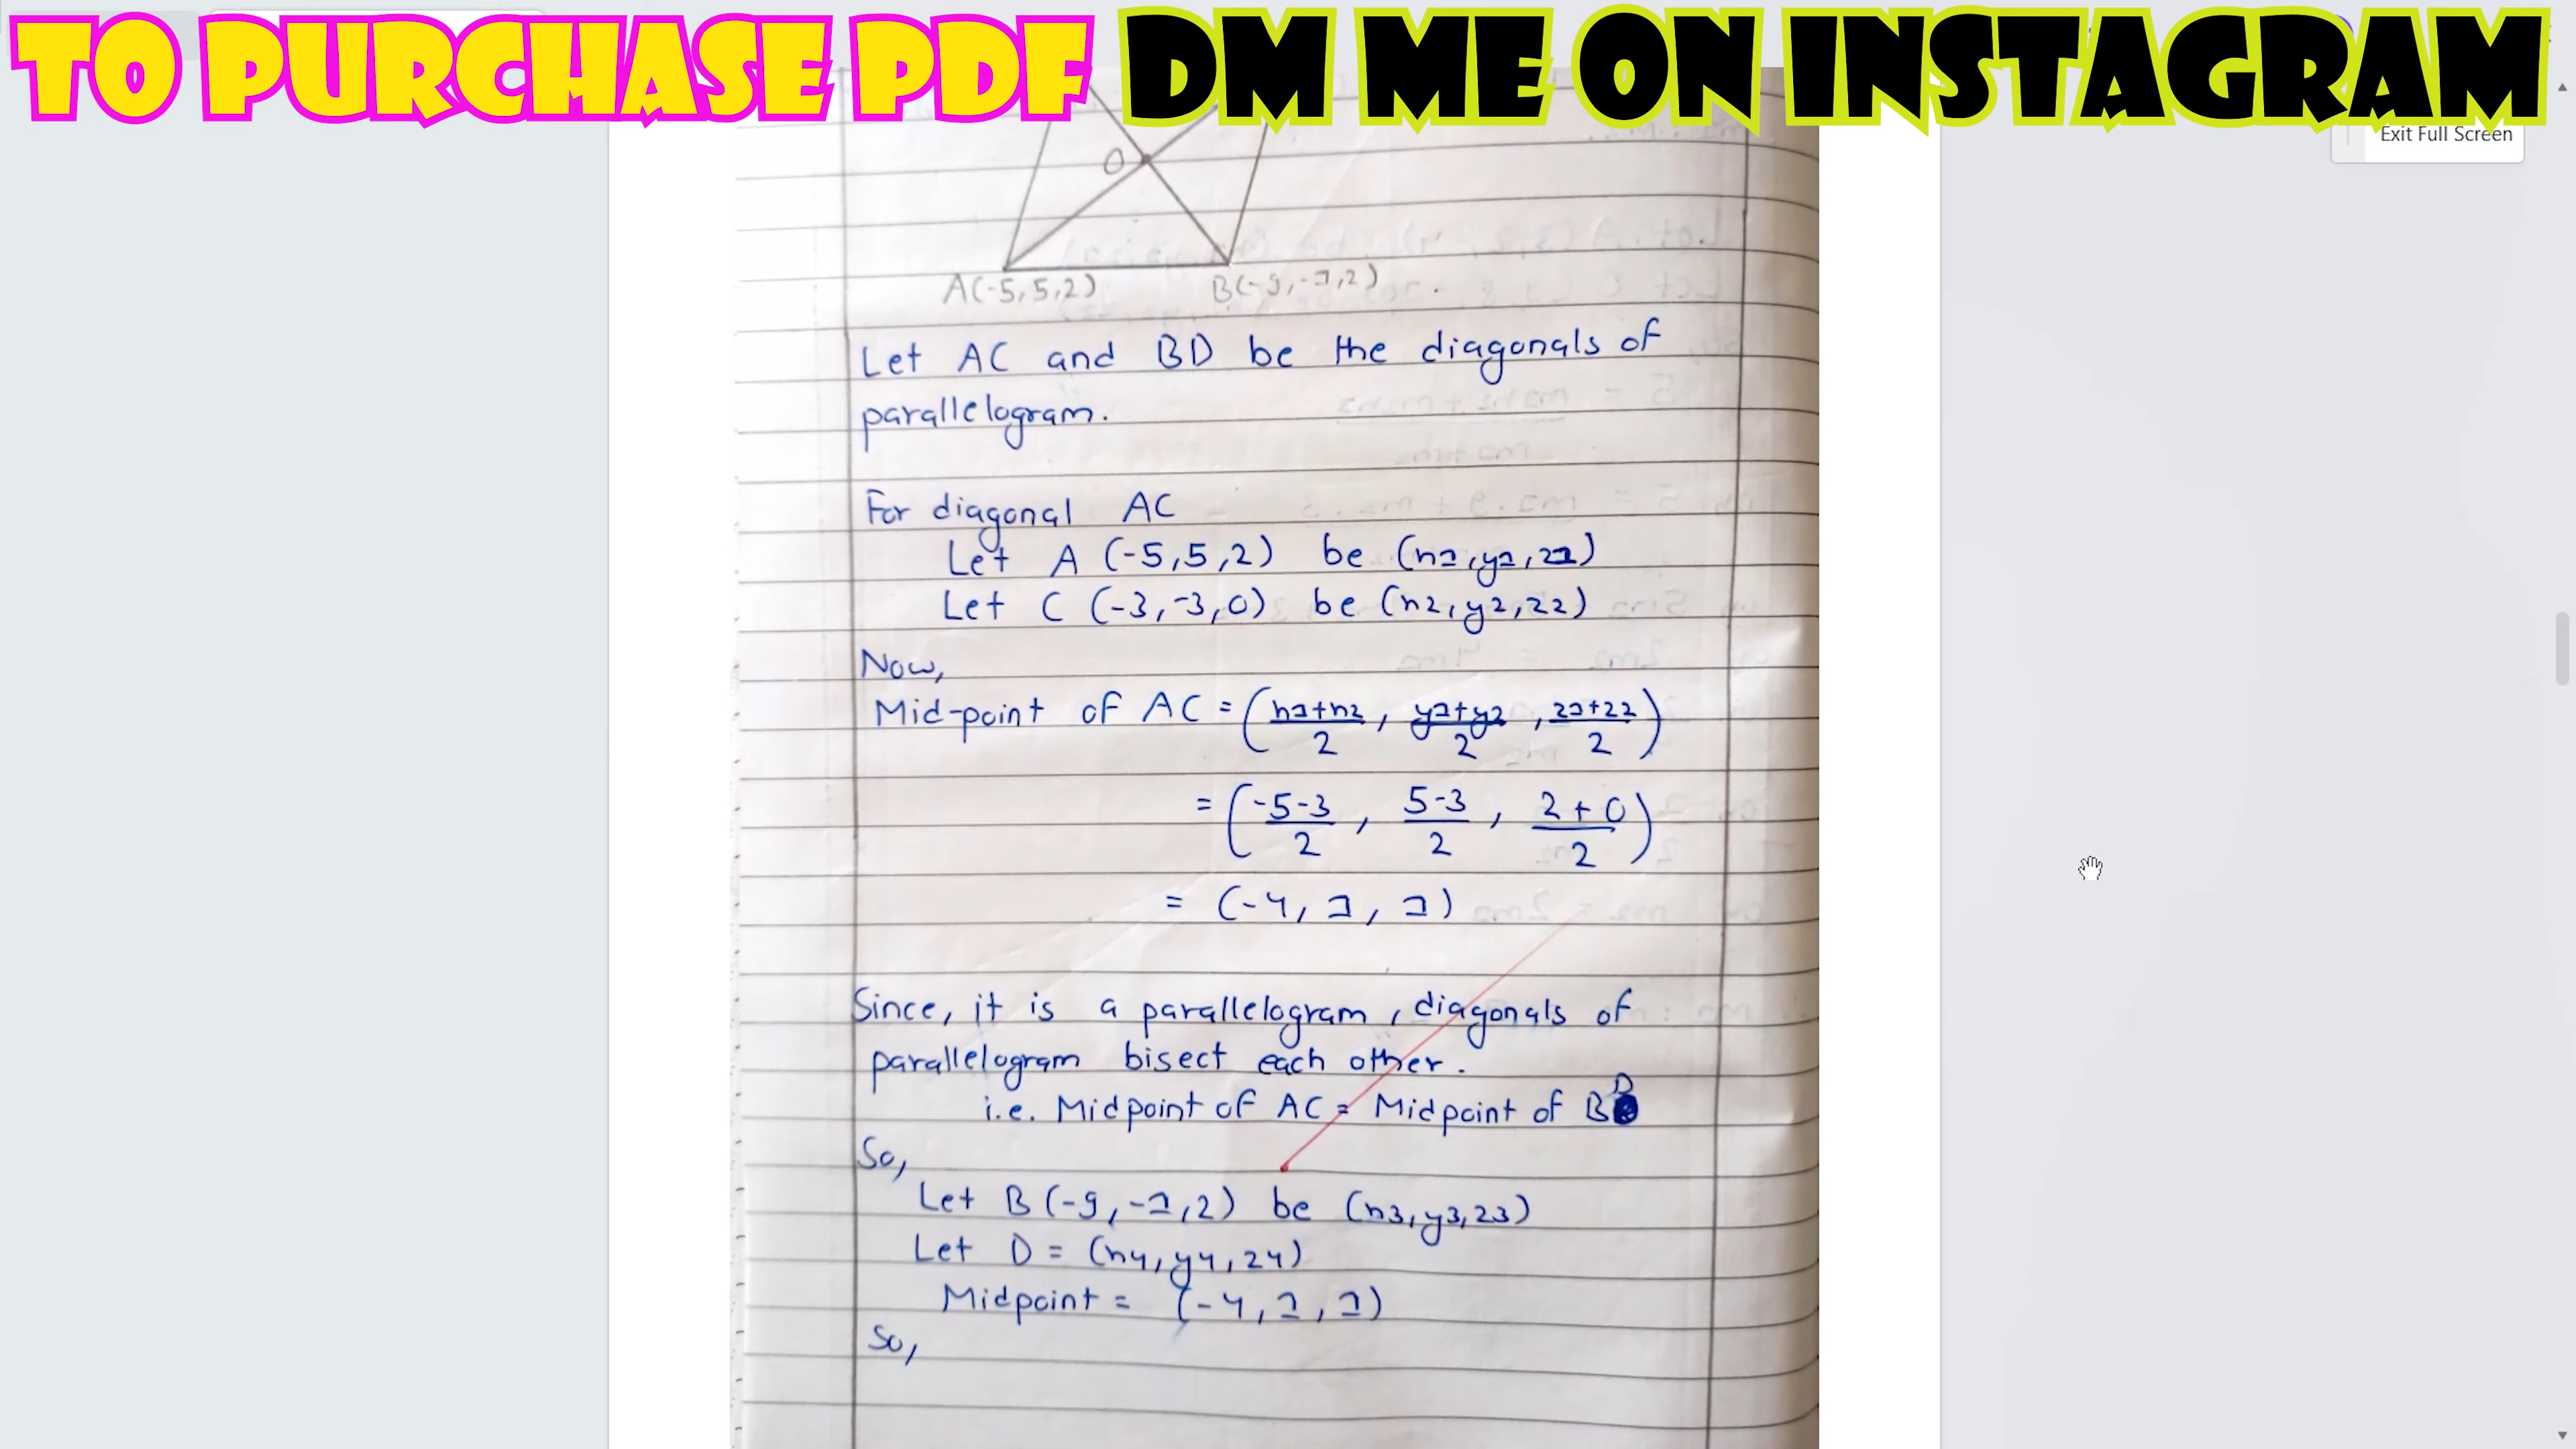 TO PURCHASE PDF DM ME ON INSTAGRAM
Exit Full Screen
O
A(-5,5,2) B(-9,-1,2)
Let AC and BD be the diagonals of
parallelogram.
For diagonal AC
Let A (-5,5,2) be (x1,y1,z1)
Let C (-3,-3,0) be (x2,y2,z2)
Now,
Mid-point of AC = (x1+x2/2, y1+y2/2, z1+z2/2)
= (-5-3/2, 5-3/2, 2+0/2)
= (-4, 1, 1)
Since, it is a parallelogram, diagonals of
parallelogram bisect each other.
i.e. Midpoint of AC = Midpoint of BD
So,
Let B(-9,-1,2) be (x3,y3,z3)
Let D = (x4,y4,z4)
Midpoint = (-4,1,1)
So,